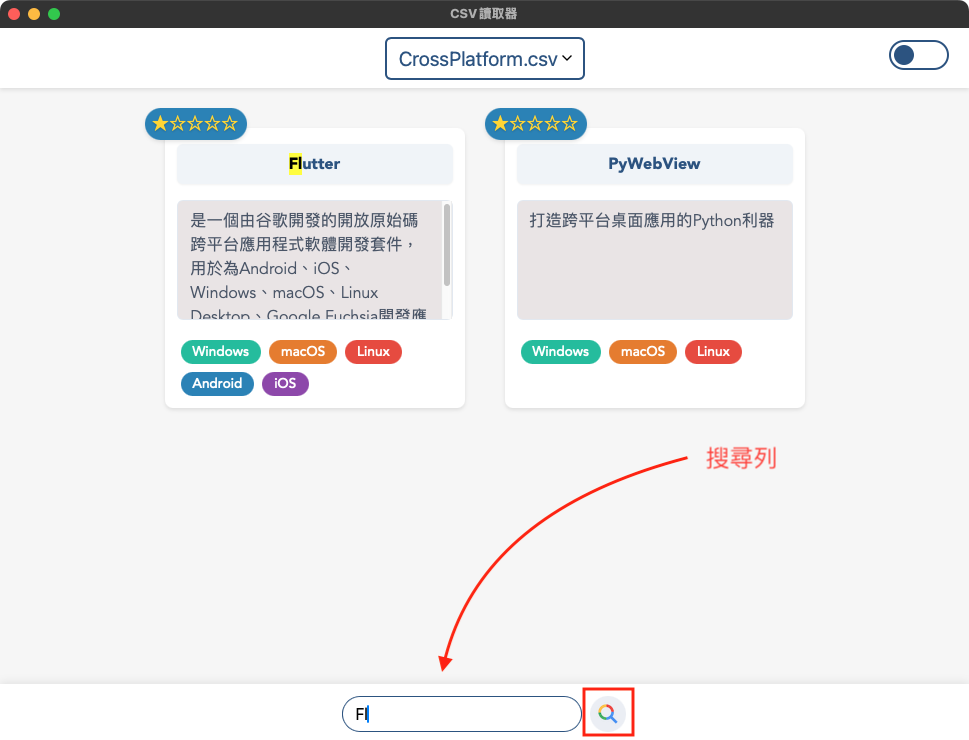 CSV讀取器
CrossPlatform.csv
Flutter
是一個由谷歌開發的開放原始碼
跨平台應用程式軟體開發套件，
用於為Android、iOS、
Windows、macOS、Linux
Desktop、Google Fuchsia開發應
Windows
macOS
Linux
Android
iOS
PyWebView
打造跨平台桌面應用的Python利器
Windows
macOS
Linux
搜尋列
Fl